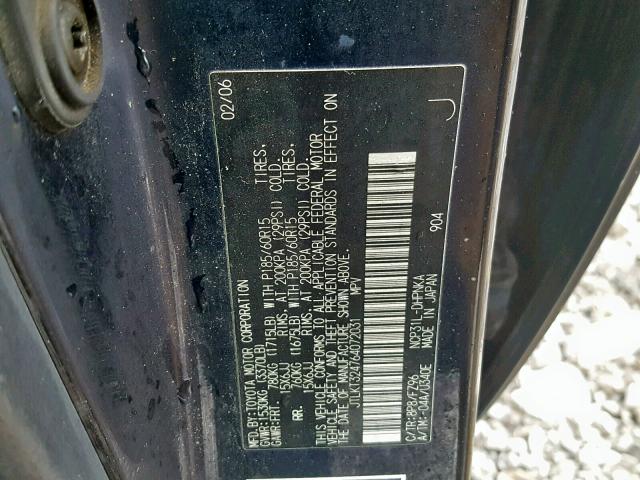 MFD.BY:TOYOTA MOTOR CORPORATION 02/06
GVWR:1530KG (3370LB)
GAWR:FRT. 780KG (1715LB) WITH P185/60R15 TIRES,
15X6JJ RIMS, AT 200KPA (29PSI) COLD.
RR. 760KG (1675LB) WITH P185/60R15 TIRES,
15X6JJ RIMS, AT 200KPA (29PSI) COLD.
THIS VEHICLE CONFORMS TO ALL APPLICABLE FEDERAL MOTOR
VEHICLE SAFETY AND THEFT PREVENTION STANDARDS IN EFFECT ON
THE DATE OF MANUFACTURE SHOWN ABOVE.
JTLKT324764072031 MPV
J
904
C/TR:8P8/FZ96 NCP31L-DHPNKA
A/TM:-04A/U340E MADE IN JAPAN